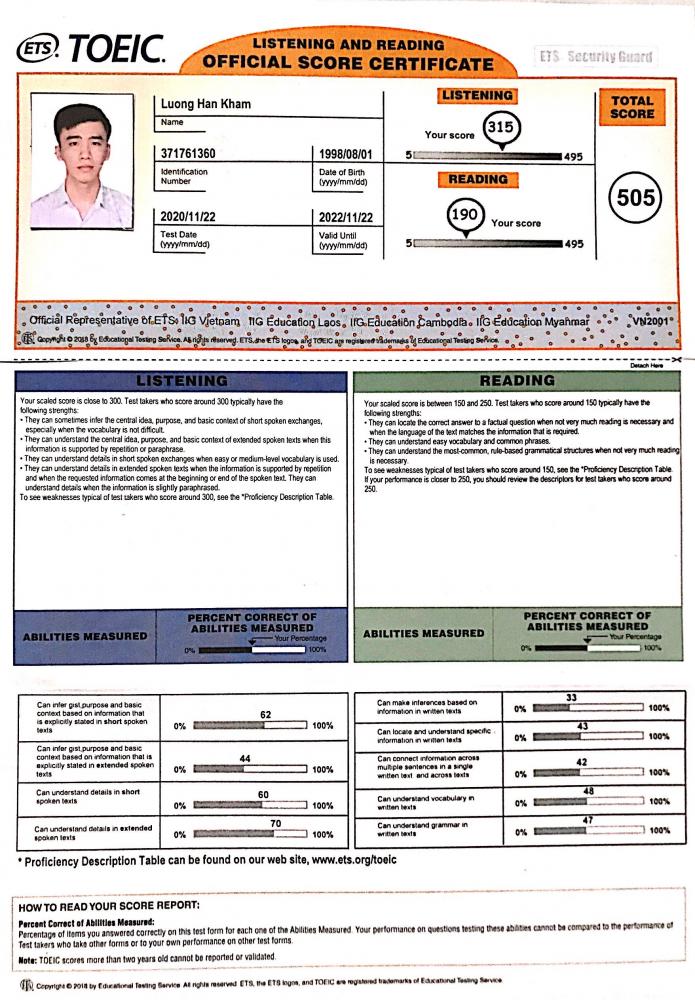 ETS TOEIC.
LISTENING AND READING
OFFICIAL SCORE CERTIFICATE
ETS Security Guard
Luong Han Kham
Name
371761360
1998/08/01
Identification
Number
Date of Birth
(yyyy/mm/dd)
2020/11/22
2022/11/22
Test Date
(yyyy/mm/dd)
Valid Until
(yyyy/mm/dd)
LISTENING
Your score
315
5
495
READING
190
Your score
5
495
TOTAL
SCORE
505
Official Representative of ETS: IIG Vietnam, IIG Education Laos, IIG Education Cambodia, IIG Education Myanmar
VN2001
Copyright © 2018 by Educational Testing Service. All rights reserved. ETS, the ETS logos, and TOEIC are registered trademarks of Educational Testing Service.
Detach Here
LISTENING
Your scaled score is close to 300. Test takers who score around 300 typically have the
following strengths:
• They can sometimes infer the central idea, purpose, and basic context of short spoken exchanges,
especially when the vocabulary is not difficult.
• They can understand the central idea, purpose, and basic context of extended spoken texts when this
information is supported by repetition or paraphrase.
• They can understand details in short spoken exchanges when easy or medium-level vocabulary is used.
• They can understand details in extended spoken texts when the information is supported by repetition
and when the requested information comes at the beginning or end of the spoken text. They can
understand details when the information is slightly paraphrased.
To see weaknesses typical of test takers who score around 300, see the *Proficiency Description Table.
ABILITIES MEASURED
PERCENT CORRECT OF
ABILITIES MEASURED
Your Percentage
0%
100%
READING
Your scaled score is between 150 and 250. Test takers who score around 150 typically have the
following strengths:
• They can locate the correct answer to a factual question when not very much reading is necessary and
when the language of the text matches the information that is required.
• They can understand easy vocabulary and common phrases.
• They can understand the most-common, rule-based grammatical structures when not very much reading
is necessary.
To see weaknesses typical of test takers who score around 150, see the *Proficiency Description Table.
If your performance is closer to 250, you should review the descriptors for test takers who score around
250.
ABILITIES MEASURED
PERCENT CORRECT OF
ABILITIES MEASURED
Your Percentage
0%
100%
Can infer gist,purpose and basic
context based on information that
is explicitly stated in short spoken
texts
0%
62
100%
Can infer gist,purpose and basic
context based on information that is
explicitly stated in extended spoken
texts
0%
44
100%
Can understand details in short
spoken texts
0%
60
100%
Can understand details in extended
spoken texts
0%
70
100%
Can make inferences based on
information in written texts
0%
33
100%
Can locate and understand specific
information in written texts
0%
43
100%
Can connect information across
multiple sentences in a single
written text and across texts
0%
42
100%
Can understand vocabulary in
written texts
0%
48
100%
Can understand grammar in
written texts
0%
47
100%
* Proficiency Description Table can be found on our web site, www.ets.org/toeic
HOW TO READ YOUR SCORE REPORT:
Percent Correct of Abilities Measured:
Percentage of items you answered correctly on this test form for each one of the Abilities Measured. Your performance on questions testing these abilities cannot be compared to the performance of
Test takers who take other forms or to your own performance on other test forms.
Note: TOEIC scores more than two years old cannot be reported or validated.
Copyright © 2018 by Educational Testing Service. All rights reserved. ETS, the ETS logos, and TOEIC are registered trademarks of Educational Testing Service.